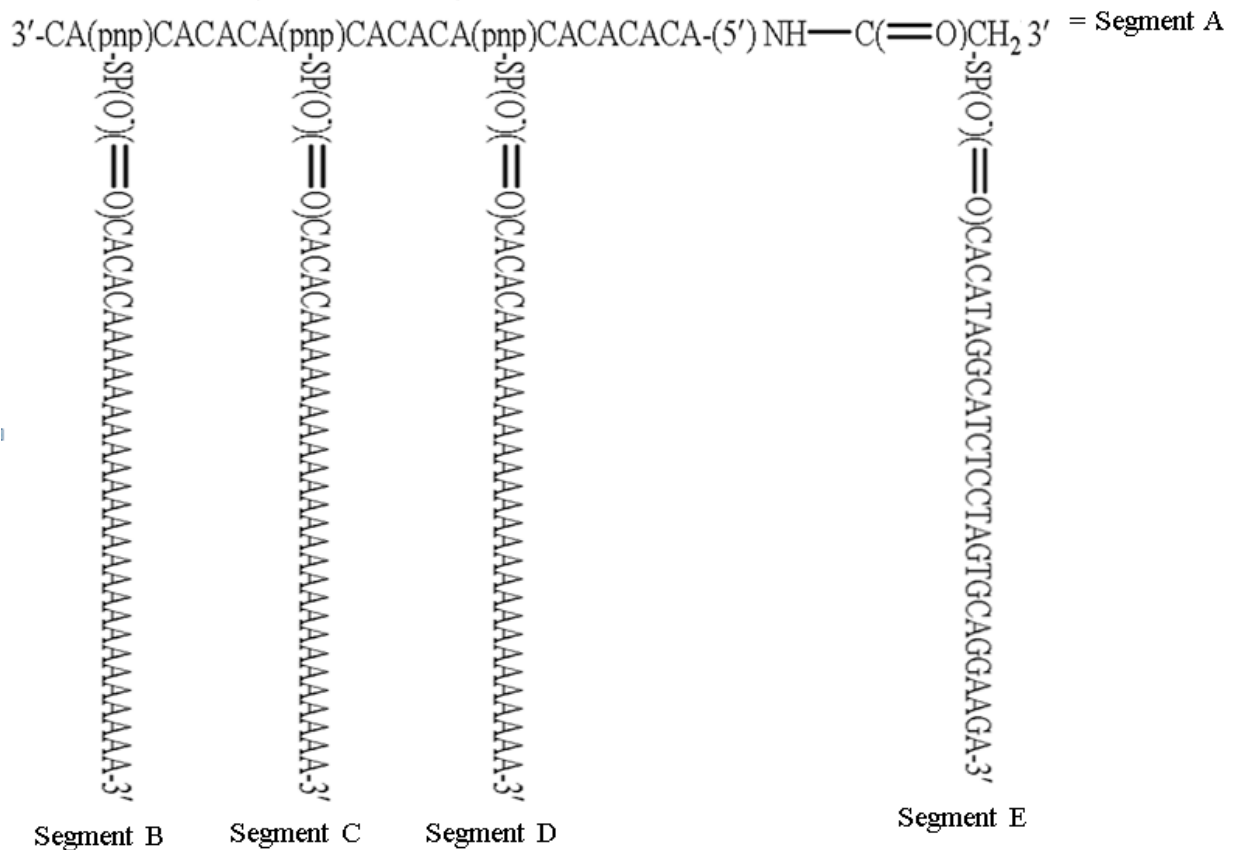 3′-CA(pnp)CACACA(pnp)CACACA(pnp)CACACACA-(5′) NH—C(=O)CH₂ 3′ = Segment A
-SP(O⁻)(=O)CACACAAAAAAAAAAAAAAAAAAAAAAAAA-3′
-SP(O⁻)(=O)CACACAAAAAAAAAAAAAAAAAAAAAAAAA-3′
-SP(O⁻)(=O)CACACAAAAAAAAAAAAAAAAAAAAAAAAA-3′
-SP(O⁻)(=O)CACATAGGCATCTCCTAGTGCAGGAAGA-3′
Segment B
Segment C
Segment D
Segment E